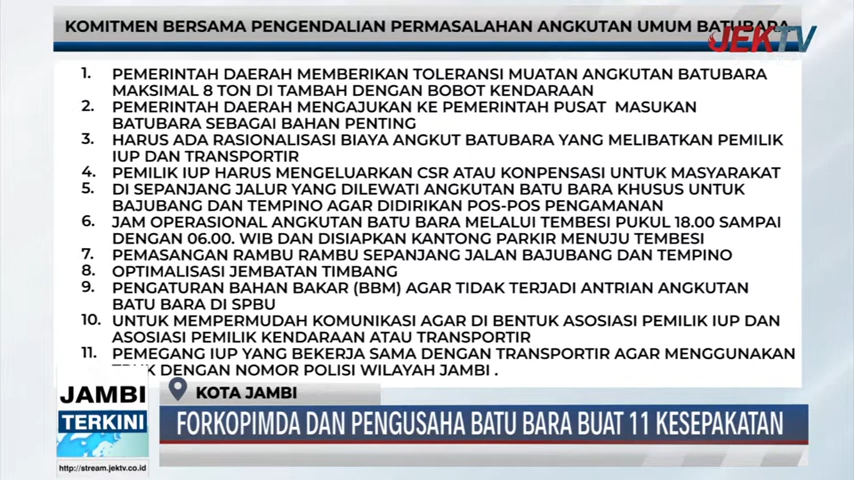 KOMITMEN BERSAMA PENGENDALIAN PERMASALAHAN ANGKUTAN UMUM BATUBARA
JEKTV
1. PEMERINTAH DAERAH MEMBERIKAN TOLERANSI MUATAN ANGKUTAN BATUBARA
MAKSIMAL 8 TON DI TAMBAH DENGAN BOBOT KENDARAAN
2. PEMERINTAH DAERAH MENGAJUKAN KE PEMERINTAH PUSAT MASUKAN
BATUBARA SEBAGAI BAHAN PENTING
3. HARUS ADA RASIONALISASI BIAYA ANGKUT BATUBARA YANG MELIBATKAN PEMILIK
IUP DAN TRANSPORTIR
4. PEMILIK IUP HARUS MENGELUARKAN CSR ATAU KONPENSASI UNTUK MASYARAKAT
5. DI SEPANJANG JALUR YANG DILEWATI ANGKUTAN BATU BARA KHUSUS UNTUK
BAJUBANG DAN TEMPINO AGAR DIDIRIKAN POS-POS PENGAMANAN
6. JAM OPERASIONAL ANGKUTAN BATU BARA MELALUI TEMBESI PUKUL 18.00 SAMPAI
DENGAN 06.00. WIB DAN DISIAPKAN KANTONG PARKIR MENUJU TEMBESI
7. PEMASANGAN RAMBU RAMBU SEPANJANG JALAN BAJUBANG DAN TEMPINO
8. OPTIMALISASI JEMBATAN TIMBANG
9. PENGATURAN BAHAN BAKAR (BBM) AGAR TIDAK TERJADI ANTRIAN ANGKUTAN
BATU BARA DI SPBU
10. UNTUK MEMPERMUDAH KOMUNIKASI AGAR DI BENTUK ASOSIASI PEMILIK IUP DAN
ASOSIASI PEMILIK KENDARAAN ATAU TRANSPORTIR
11. PEMEGANG IUP YANG BEKERJA SAMA DENGAN TRANSPORTIR AGAR MENGGUNAKAN
DENGAN NOMOR POLISI WILAYAH JAMBI .
JAMBI
TERKINI
http://stream.jektv.co.id
KOTA JAMBI
FORKOPIMDA DAN PENGUSAHA BATU BARA BUAT 11 KESEPAKATAN